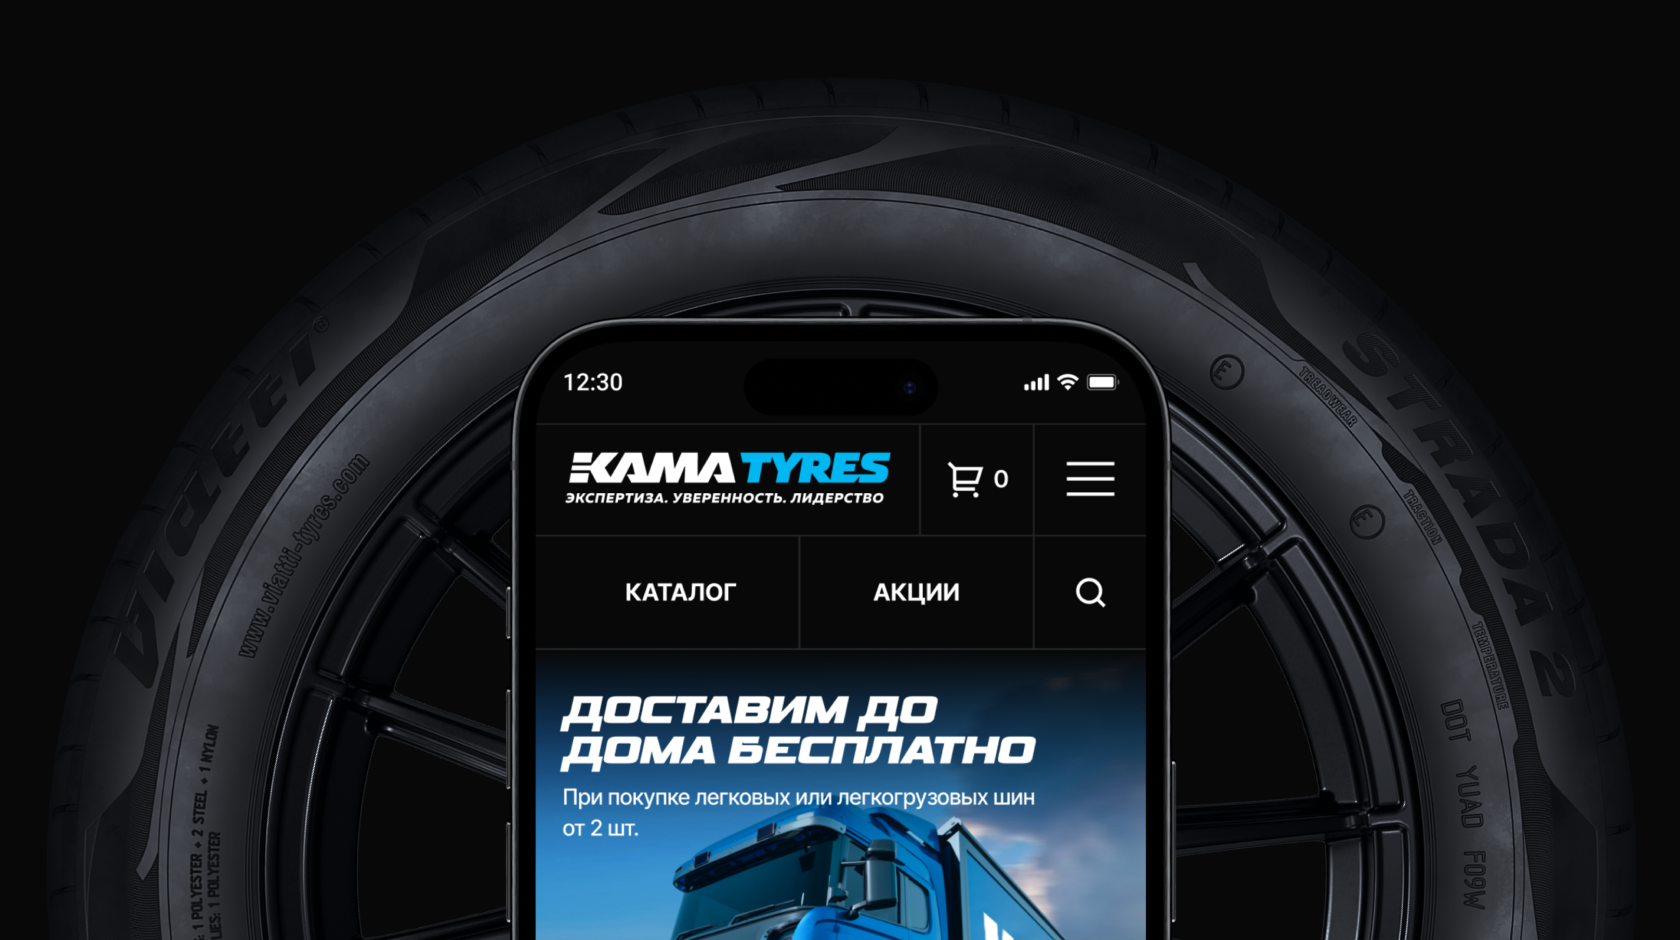 12:30
KAMA TYRES
ЭКСПЕРТИЗА. УВЕРЕННОСТЬ. ЛИДЕРСТВО
0
КАТАЛОГ
АКЦИИ
ДОСТАВИМ ДО
ДОМА БЕСПЛАТНО
При покупке легковых или легкогрузовых шин
от 2 шт.
www.viatti-tyres.com
STRADA 2
TREADWEAR
TRACTION
TEMPERATURE
E
E
DOT YUAD F09W
1 POLYESTER + 2 STEEL + 1 NYLON
1 POLYESTER